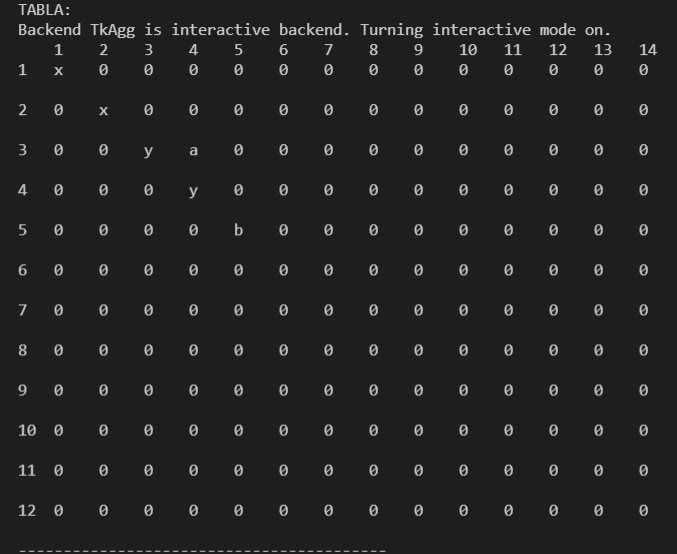 TABLA:
Backend TkAgg is interactive backend. Turning interactive mode on.
    1    2    3    4    5    6    7    8    9    10   11   12   13   14
1   x    0    0    0    0    0    0    0    0    0    0    0    0    0
2   0    x    0    0    0    0    0    0    0    0    0    0    0    0
3   0    0    y    a    0    0    0    0    0    0    0    0    0    0
4   0    0    0    y    0    0    0    0    0    0    0    0    0    0
5   0    0    0    0    b    0    0    0    0    0    0    0    0    0
6   0    0    0    0    0    0    0    0    0    0    0    0    0    0
7   0    0    0    0    0    0    0    0    0    0    0    0    0    0
8   0    0    0    0    0    0    0    0    0    0    0    0    0    0
9   0    0    0    0    0    0    0    0    0    0    0    0    0    0
10  0    0    0    0    0    0    0    0    0    0    0    0    0    0
11  0    0    0    0    0    0    0    0    0    0    0    0    0    0
12  0    0    0    0    0    0    0    0    0    0    0    0    0    0
-----------------------------------------